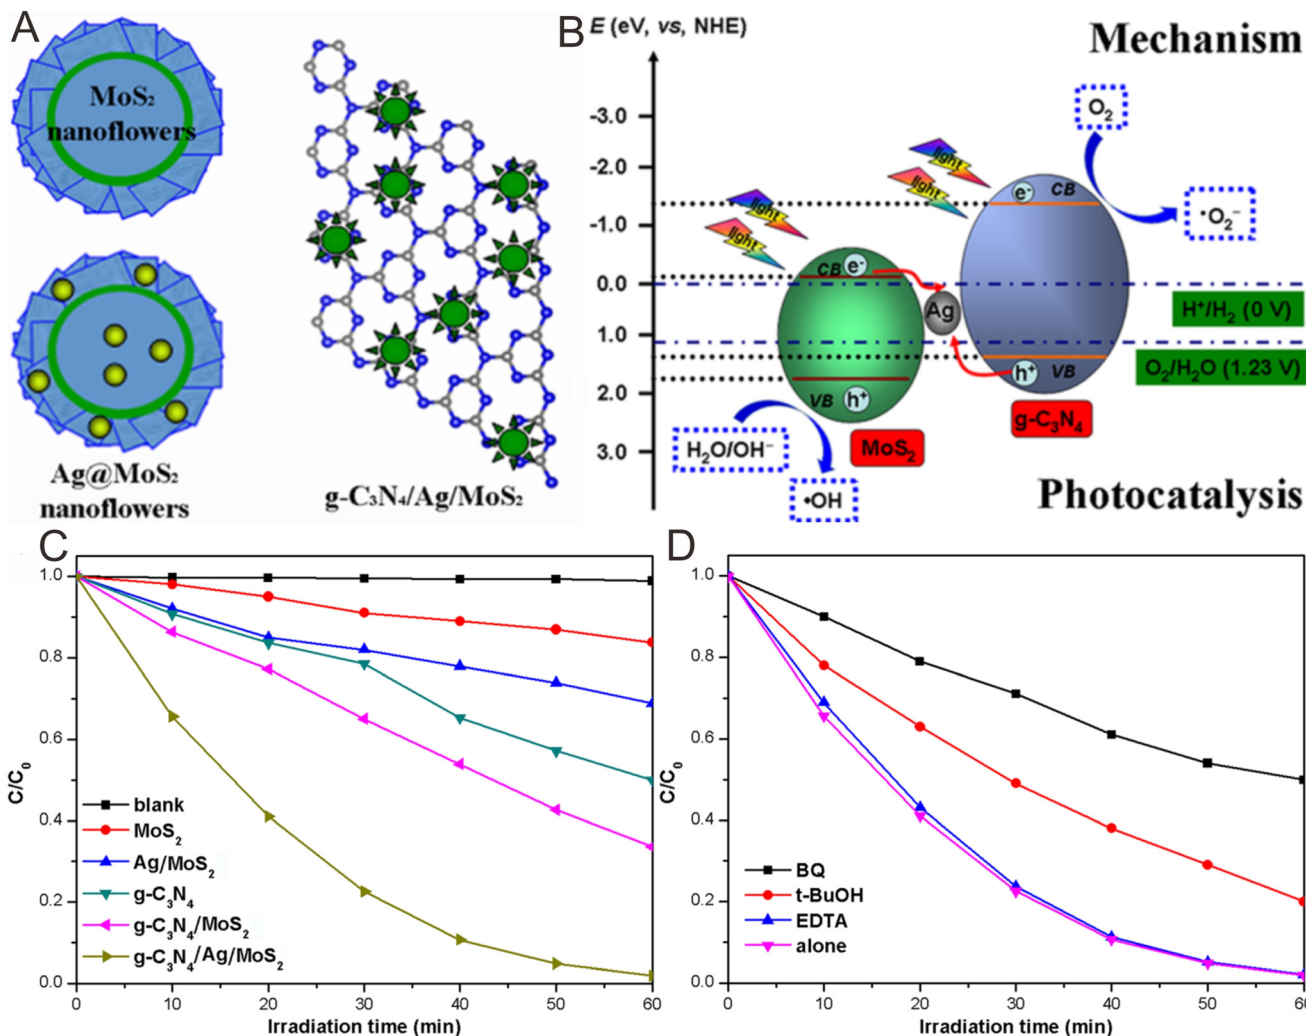 A
MoS₂
nanoflowers
Ag@MoS₂
nanoflowers
g-C₃N₄/Ag/MoS₂
B
E (eV, vs, NHE)
Mechanism
-3.0
-2.0
-1.0
0.0
1.0
2.0
3.0
light
light
light
light
O₂
•O₂⁻
CB
e⁻
CB
e⁻
Ag
H⁺/H₂ (0 V)
O₂/H₂O (1.23 V)
VB
h⁺
VB
h⁺
g-C₃N₄
MoS₂
H₂O/OH⁻
•OH
Photocatalysis
C
C/C₀
1.0
0.8
0.6
0.4
0.2
0.0
blank
MoS₂
Ag/MoS₂
g-C₃N₄
g-C₃N₄/MoS₂
g-C₃N₄/Ag/MoS₂
0 10 20 30 40 50 60
Irradiation time (min)
D
C/C₀
1.0
0.8
0.6
0.4
0.2
0.0
BQ
t-BuOH
EDTA
alone
0 10 20 30 40 50 60
Irradiation time (min)